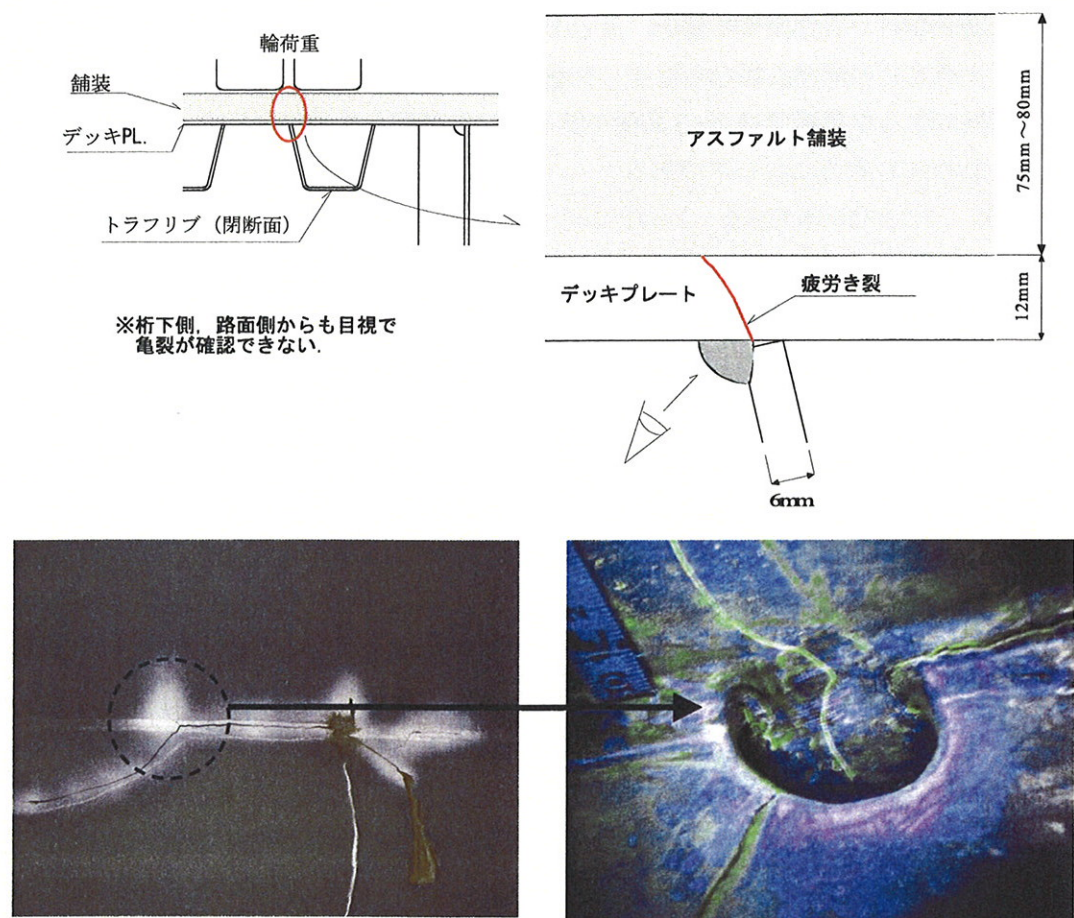 輪荷重
舗装
デッキPL.
トラフリブ（閉断面）
※桁下側，路面側からも目視で
亀裂が確認できない．
アスファルト舗装
75mm～80mm
デッキプレート
疲労き裂
12mm
6mm